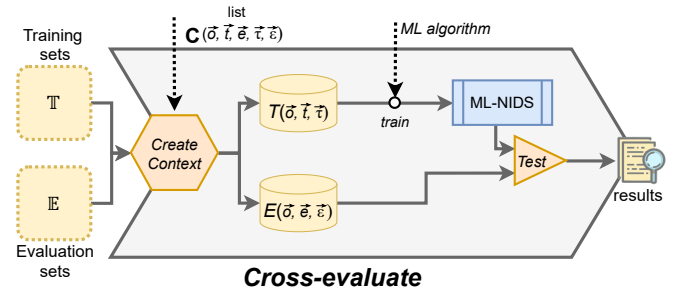 Training
sets
𝕋
𝔼
Evaluation
sets
list
C(o⃗, t⃗, e⃗, τ⃗, ε⃗)
Create
Context
T(o⃗, t⃗, τ⃗)
E(o⃗, e⃗, ε⃗)
ML algorithm
train
ML-NIDS
Test
results
Cross-evaluate